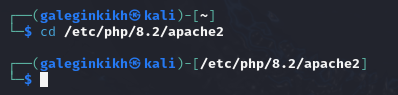 ┌──(galeginkikh㉿kali)-[~]
└─$ cd /etc/php/8.2/apache2
┌──(galeginkikh㉿kali)-[/etc/php/8.2/apache2]
└─$